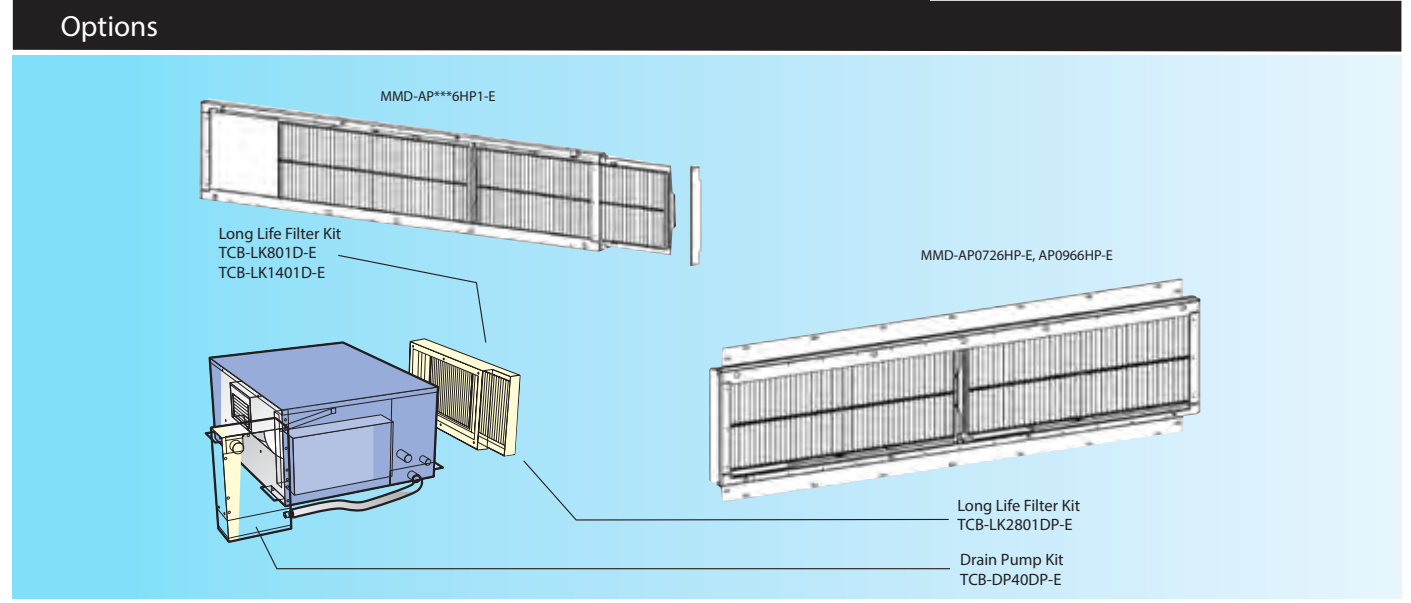 Options
MMD-AP***6HP1-E
Long Life Filter Kit
TCB-LK801D-E
TCB-LK1401D-E
MMD-AP0726HP-E, AP0966HP-E
Long Life Filter Kit
TCB-LK2801DP-E
Drain Pump Kit
TCB-DP40DP-E